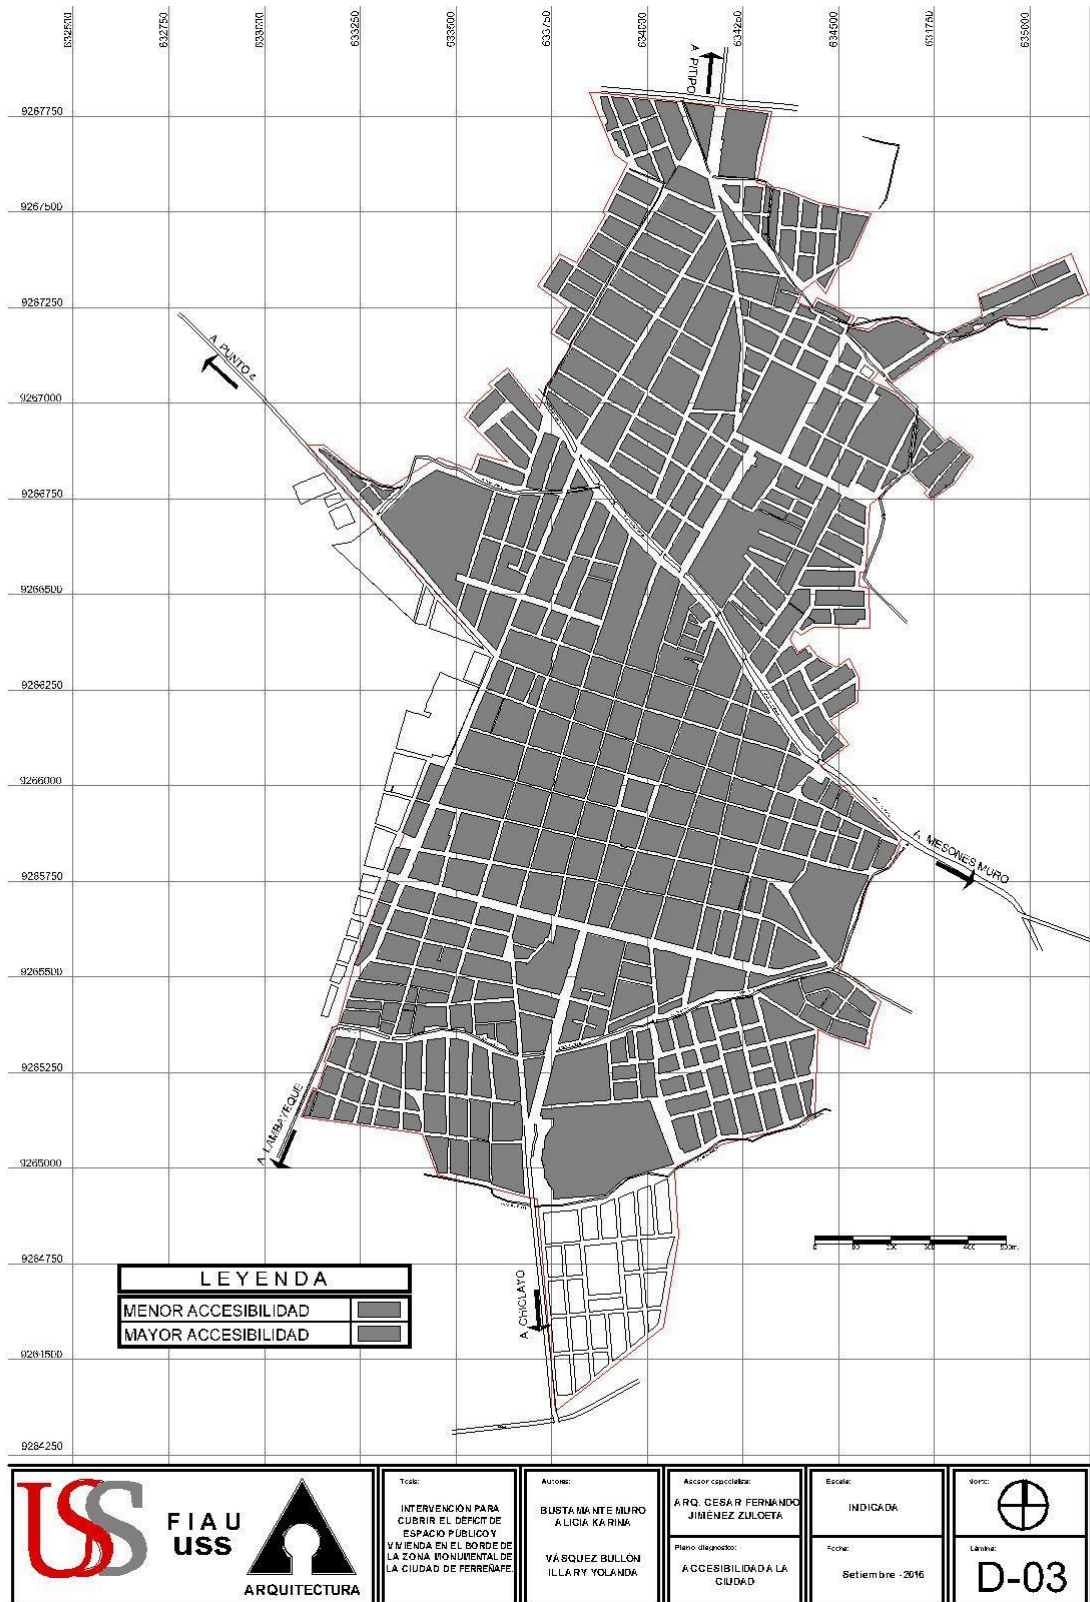 632500
632750
633000
633250
633500
633750
634000
634250
634500
635000
9267750
9267500
9267250
9267000
9266750
9266500
9266250
9266000
9265750
9265500
9265250
9265000
9264750
9264500
9264250
A PITIPO
A PUNTO 4
A. MESONES MURO
A. LAMBAYEQUE
A. CHICLAYO
LEYENDA
MENOR ACCESIBILIDAD
MAYOR ACCESIBILIDAD
USS
FIAU
USS
ARQUITECTURA
Tesis:
INTERVENCIÓN PARA
CUBRIR EL DÉFICIT DE
ESPACIO PÚBLICO Y
VIVIENDA EN EL BORDE DE
LA ZONA MONUMENTAL DE
LA CIUDAD DE FERREÑAFE.
Autores:
BUSTAMANTE MURO
ALICIA KARINA
VÁSQUEZ BULLÓN
ILLARY YOLANDA
Asesor especialista:
ARQ. CESAR FERNANDO
JIMÉNEZ ZULOETA
Plano diagnostico:
ACCESIBILIDAD A LA
CIUDAD
Escala:
INDICADA
Fecha:
Setiembre - 2016
Norte:
Lámina:
D-03